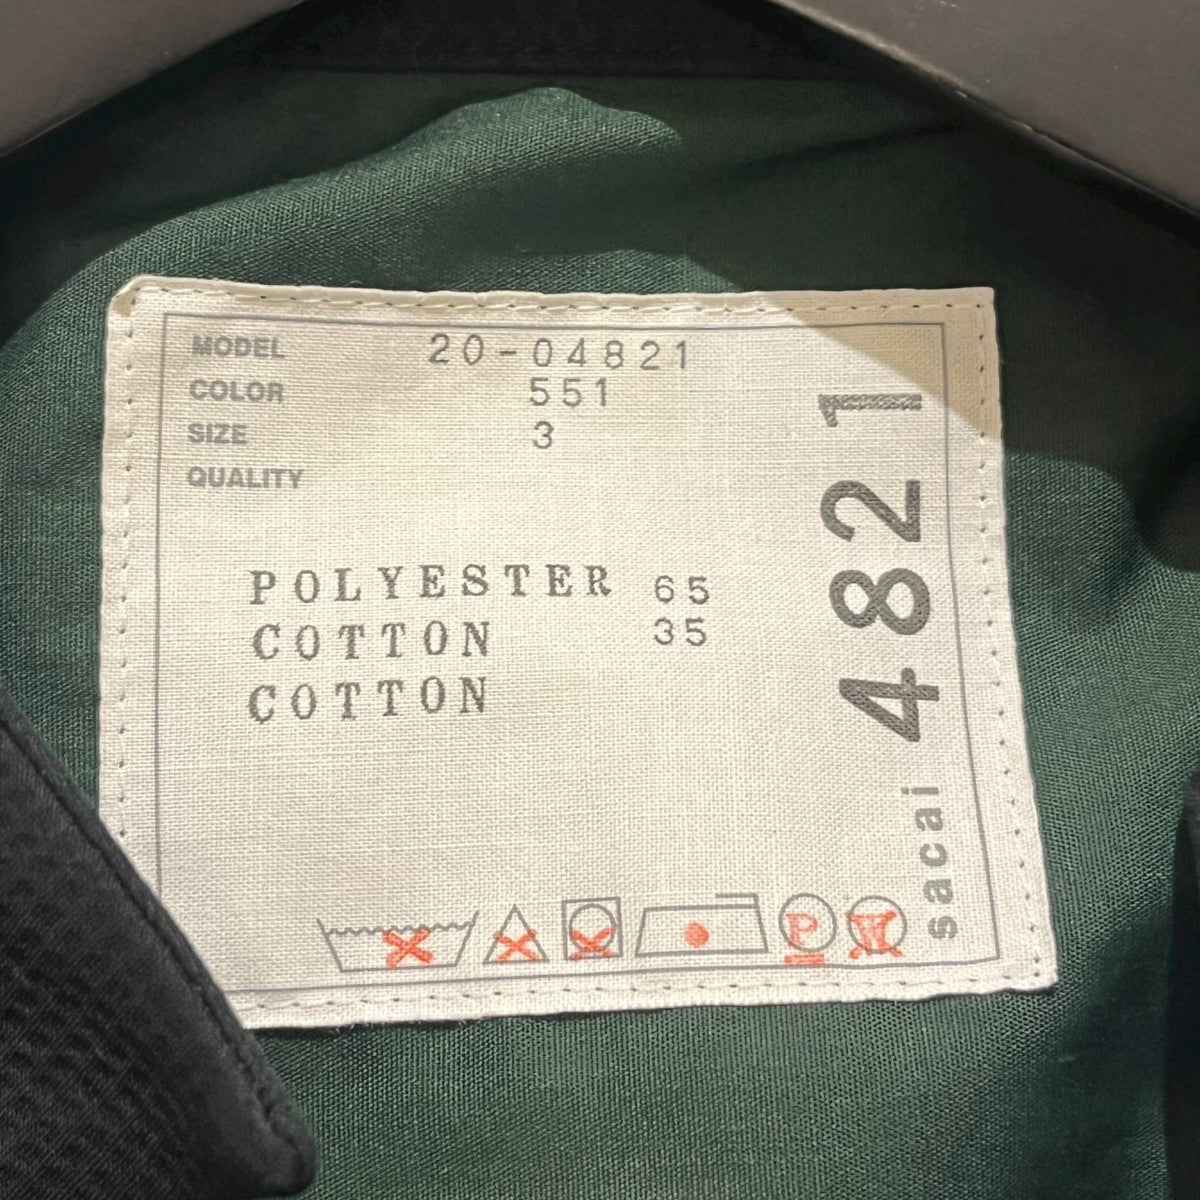 MODEL 20-04821
COLOR 551
SIZE 3
QUALITY
POLYESTER 65
COTTON 35
COTTON
sacai 4821
P
W